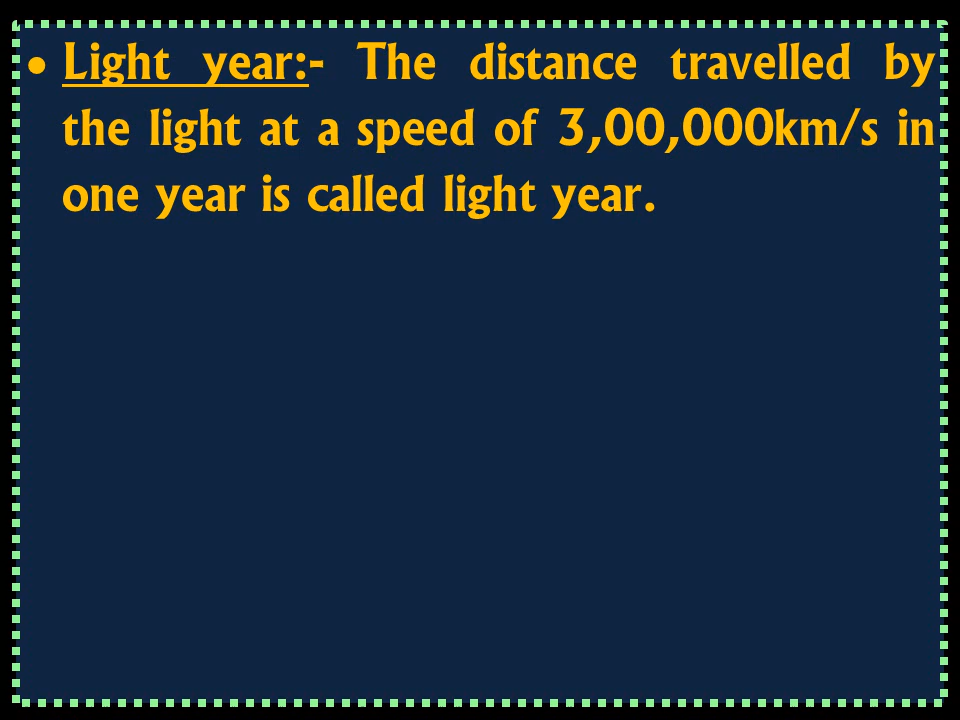 • Light year:- The distance travelled by
the light at a speed of 3,00,000km/s in
one year is called light year.